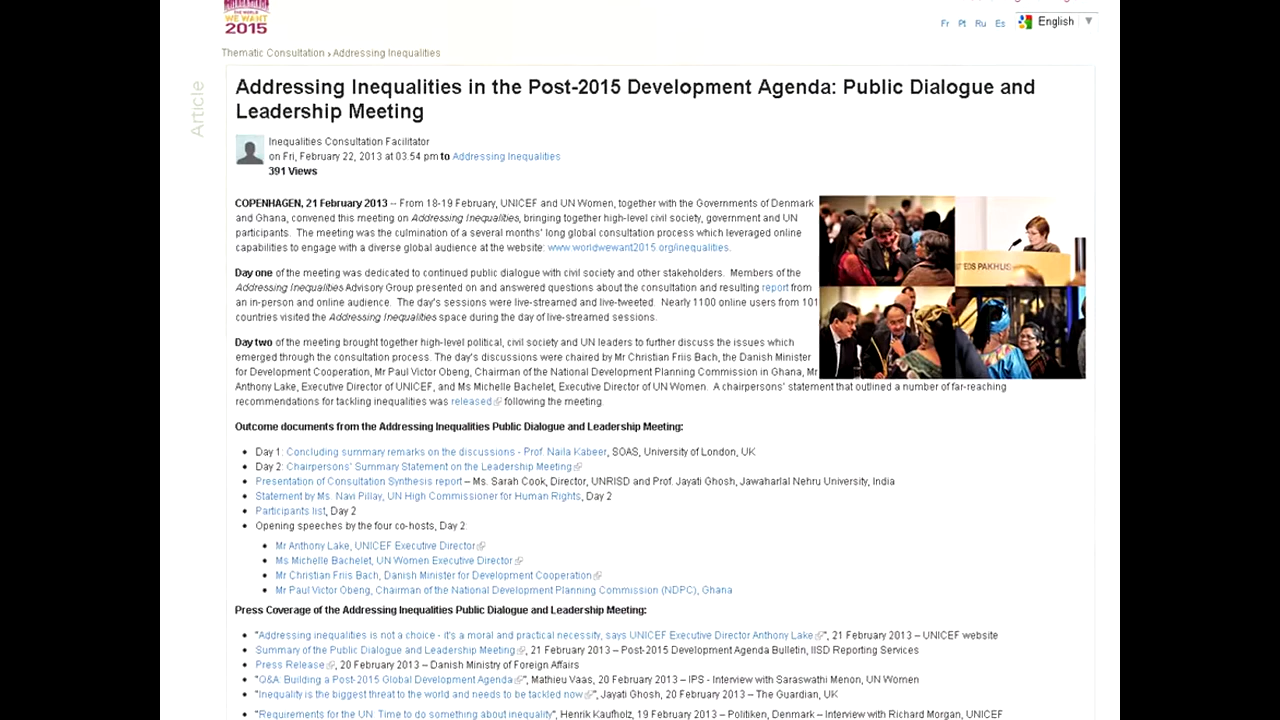 THE WORLD
WE WANT
2015
Fr Pt Ru Es English
Thematic Consultation › Addressing Inequalities
Article
Addressing Inequalities in the Post-2015 Development Agenda: Public Dialogue and
Leadership Meeting
Inequalities Consultation Facilitator
on Fri, February 22, 2013 at 03:54 pm to Addressing Inequalities
391 Views
COPENHAGEN, 21 February 2013 -- From 18-19 February, UNICEF and UN Women, together with the Governments of Denmark
and Ghana, convened this meeting on Addressing Inequalities, bringing together high-level civil society, government and UN
participants. The meeting was the culmination of a several months' long global consultation process which leveraged online
capabilities to engage with a diverse global audience at the website: www.worldwewant2015.org/inequalities.
Day one of the meeting was dedicated to continued public dialogue with civil society and other stakeholders. Members of the
Addressing Inequalities Advisory Group presented on and answered questions about the consultation and resulting report from
an in-person and online audience. The day's sessions were live-streamed and live-tweeted. Nearly 1100 online users from 101
countries visited the Addressing Inequalities space during the day of live-streamed sessions.
Day two of the meeting brought together high-level political, civil society and UN leaders to further discuss the issues which
emerged through the consultation process. The day's discussions were chaired by Mr Christian Friis Bach, the Danish Minister
for Development Cooperation, Mr Paul Victor Obeng, Chairman of the National Development Planning Commission in Ghana, Mr
Anthony Lake, Executive Director of UNICEF, and Ms Michelle Bachelet, Executive Director of UN Women. A chairpersons' statement that outlined a number of far-reaching
recommendations for tackling inequalities was released following the meeting.
Outcome documents from the Addressing Inequalities Public Dialogue and Leadership Meeting:
Day 1: Concluding summary remarks on the discussions - Prof. Naila Kabeer, SOAS, University of London, UK
Day 2: Chairpersons' Summary Statement on the Leadership Meeting
Presentation of Consultation Synthesis report – Ms. Sarah Cook, Director, UNRISD and Prof. Jayati Ghosh, Jawaharlal Nehru University, India
Statement by Ms. Navi Pillay, UN High Commissioner for Human Rights, Day 2
Participants list, Day 2
Opening speeches by the four co-hosts, Day 2:
Mr Anthony Lake, UNICEF Executive Director
Ms Michelle Bachelet, UN Women Executive Director
Mr Christian Friis Bach, Danish Minister for Development Cooperation
Mr Paul Victor Obeng, Chairman of the National Development Planning Commission (NDPC), Ghana
Press Coverage of the Addressing Inequalities Public Dialogue and Leadership Meeting:
"Addressing inequalities is not a choice - it's a moral and practical necessity, says UNICEF Executive Director Anthony Lake", 21 February 2013 – UNICEF website
Summary of the Public Dialogue and Leadership Meeting, 21 February 2013 – Post-2015 Development Agenda Bulletin, IISD Reporting Services
Press Release, 20 February 2013 – Danish Ministry of Foreign Affairs
"Q&A: Building a Post-2015 Global Development Agenda", Mathieu Vaas, 20 February 2013 – IPS - Interview with Saraswathi Menon, UN Women
"Inequality is the biggest threat to the world and needs to be tackled now", Jayati Ghosh, 20 February 2013 – The Guardian, UK
"Requirements for the UN: Time to do something about inequality", Henrik Kaufholz, 19 February 2013 – Politiken, Denmark – Interview with Richard Morgan, UNICEF